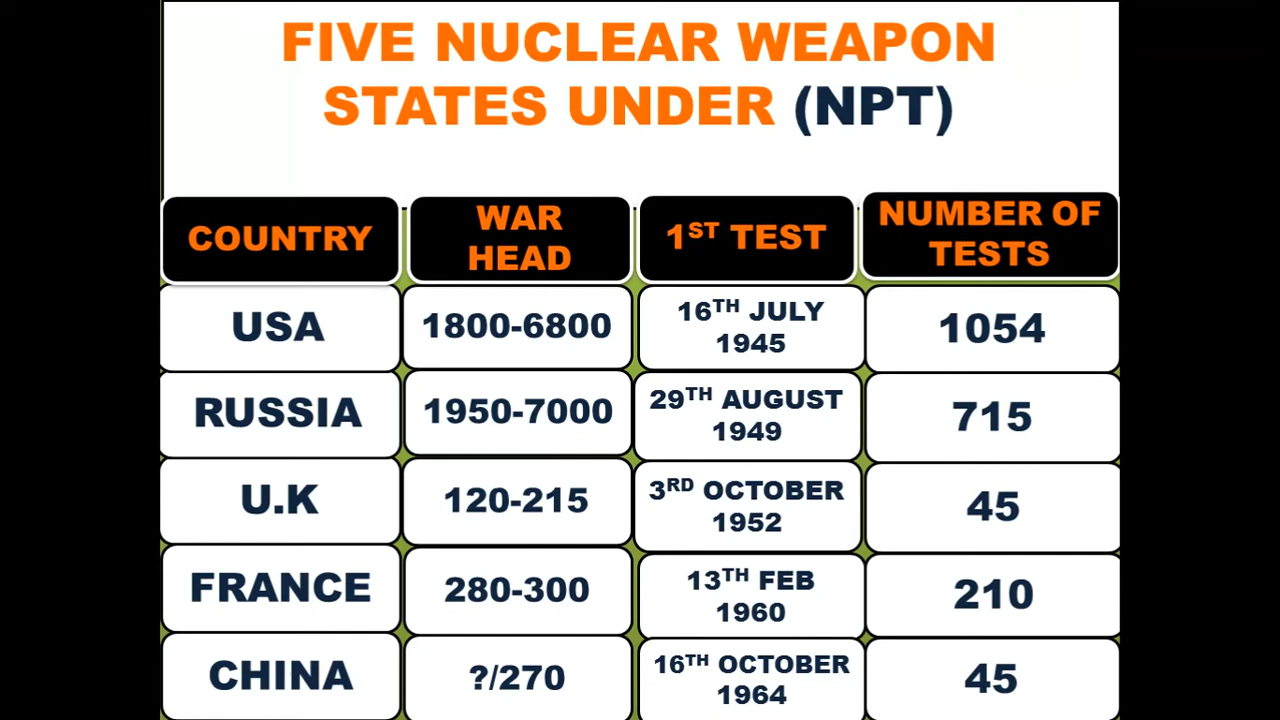 FIVE NUCLEAR WEAPON
STATES UNDER (NPT)
COUNTRY
WAR
HEAD
1ST TEST
NUMBER OF
TESTS
USA
1800-6800
16TH JULY
1945
1054
RUSSIA
1950-7000
29TH AUGUST
1949
715
U.K
120-215
3RD OCTOBER
1952
45
FRANCE
280-300
13TH FEB
1960
210
CHINA
?/270
16TH OCTOBER
1964
45